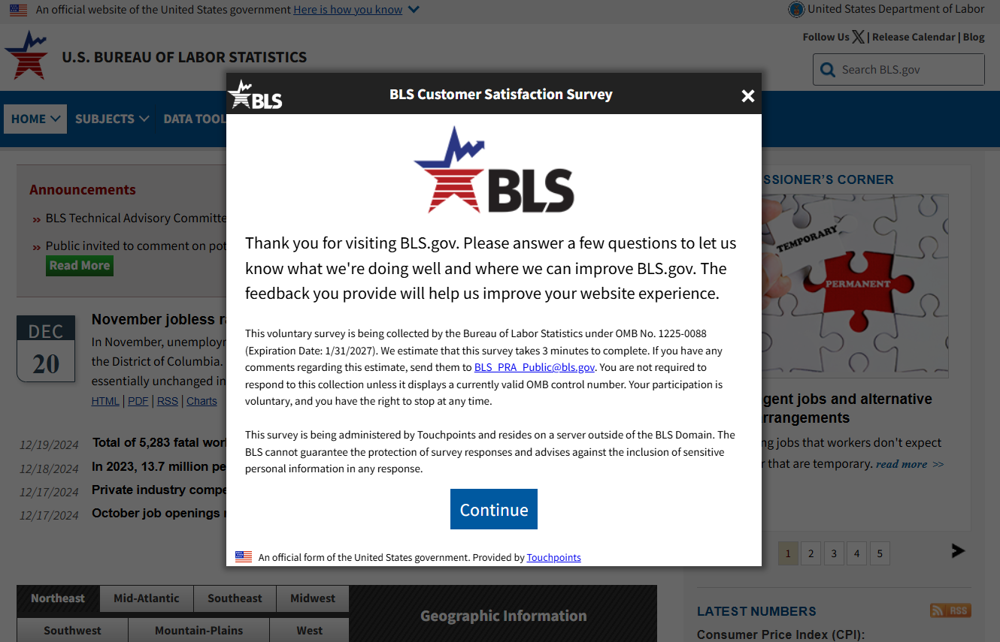 An official website of the United States government Here is how you know
United States Department of Labor
Follow Us X | Release Calendar | Blog
U.S. BUREAU OF LABOR STATISTICS
Search BLS.gov
HOME
SUBJECTS
DATA TOOL
BLS
BLS Customer Satisfaction Survey
BLS
Thank you for visiting BLS.gov. Please answer a few questions to let us
know what we're doing well and where we can improve BLS.gov. The
feedback you provide will help us improve your website experience.
This voluntary survey is being collected by the Bureau of Labor Statistics under OMB No. 1225-0088
(Expiration Date: 1/31/2027). We estimate that this survey takes 3 minutes to complete. If you have any
comments regarding this estimate, send them to BLS_PRA_Public@bls.gov. You are not required to
respond to this collection unless it displays a currently valid OMB control number. Your participation is
voluntary, and you have the right to stop at any time.
This survey is being administered by Touchpoints and resides on a server outside of the BLS Domain. The
BLS cannot guarantee the protection of survey responses and advises against the inclusion of sensitive
personal information in any response.
Continue
An official form of the United States government. Provided by Touchpoints
Announcements
» BLS Technical Advisory Committe
» Public invited to comment on pot
Read More
DEC
20
November jobless r
In November, unemployn
the District of Columbia.
essentially unchanged in
HTML | PDF | RSS | Charts
12/19/2024 Total of 5,283 fatal worl
12/18/2024 In 2023, 13.7 million pe
12/17/2024 Private industry compe
12/17/2024 October job openings
SSIONER'S CORNER
TEMPORARY
PERMANENT
gent jobs and alternative
rrangements
ng jobs that workers don't expect
r that are temporary. read more >>
1 2 3 4 5
Northeast
Mid-Atlantic
Southeast
Midwest
Southwest
Mountain-Plains
West
Geographic Information
LATEST NUMBERS
RSS
Consumer Price Index (CPI):